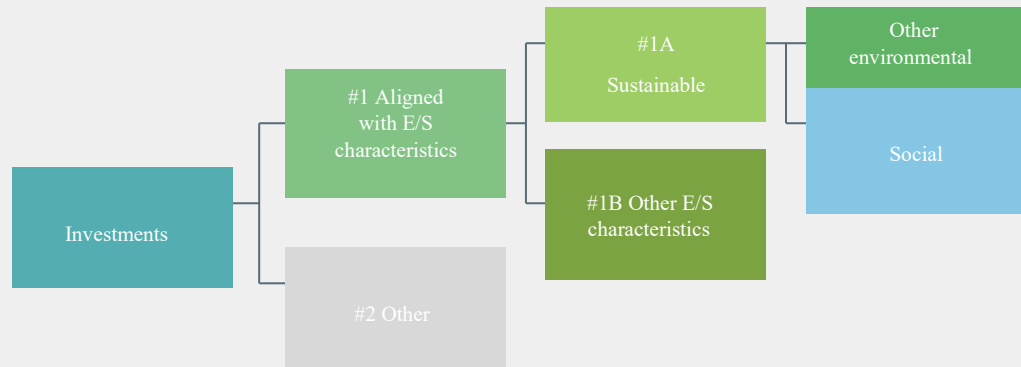 Investments
#1 Aligned
with E/S
characteristics
#2 Other
#1A
Sustainable
#1B Other E/S
characteristics
Other
environmental
Social